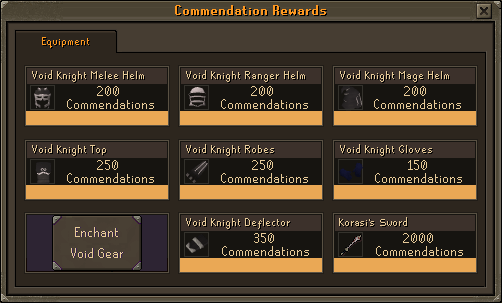 Commendation Rewards
Equipment
Void Knight Melee Helm
200
Commendations
Void Knight Ranger Helm
200
Commendations
Void Knight Mage Helm
200
Commendations
Void Knight Top
250
Commendations
Void Knight Robes
250
Commendations
Void Knight Gloves
150
Commendations
Enchant
Void Gear
Void Knight Deflector
350
Commendations
Korasi's Sword
2000
Commendations